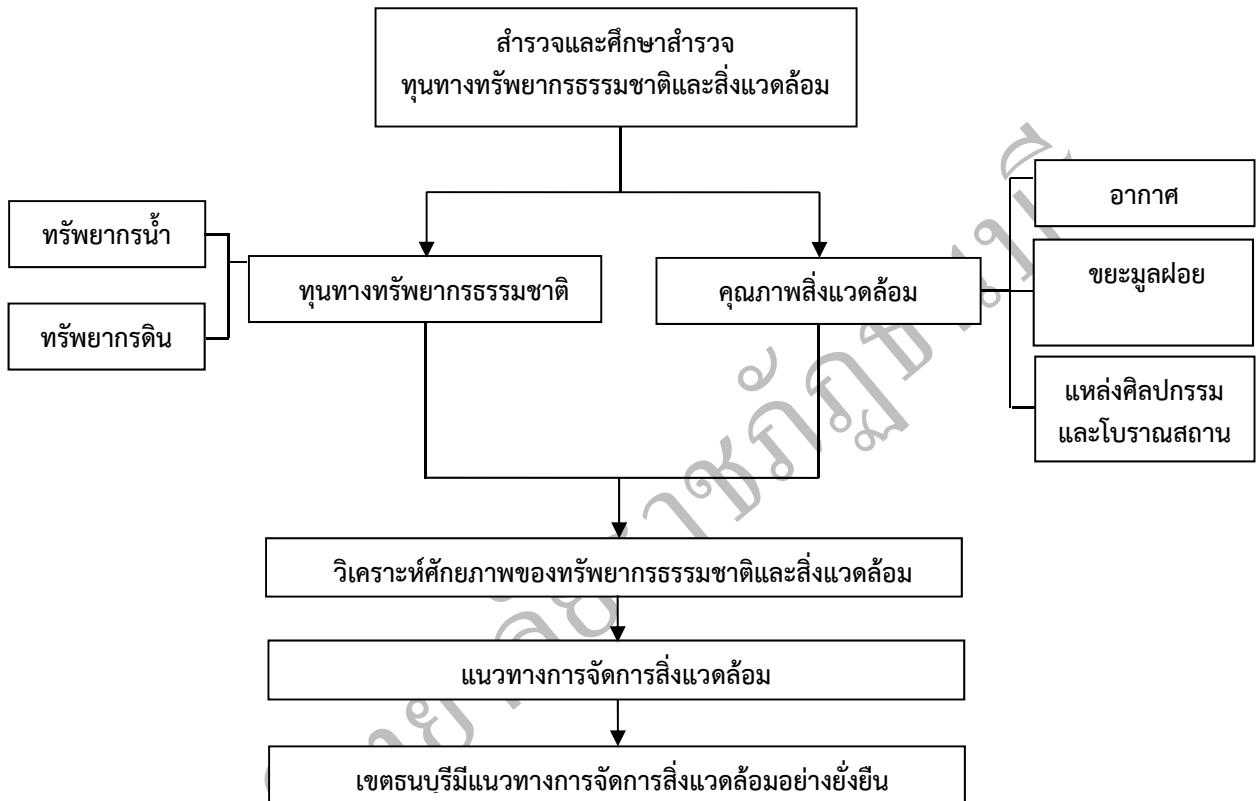 สำรวจและศึกษาสำรวจ
ทุนทางทรัพยากรธรรมชาติและสิ่งแวดล้อม
ทรัพยากรน้ำ
ทรัพยากรดิน
ทุนทางทรัพยากรธรรมชาติ
คุณภาพสิ่งแวดล้อม
อากาศ
ขยะมูลฝอย
แหล่งศิลปกรรม
และโบราณสถาน
วิเคราะห์ศักยภาพของทรัพยากรธรรมชาติและสิ่งแวดล้อม
แนวทางการจัดการสิ่งแวดล้อม
เขตธนบุรีมีแนวทางการจัดการสิ่งแวดล้อมอย่างยั่งยืน